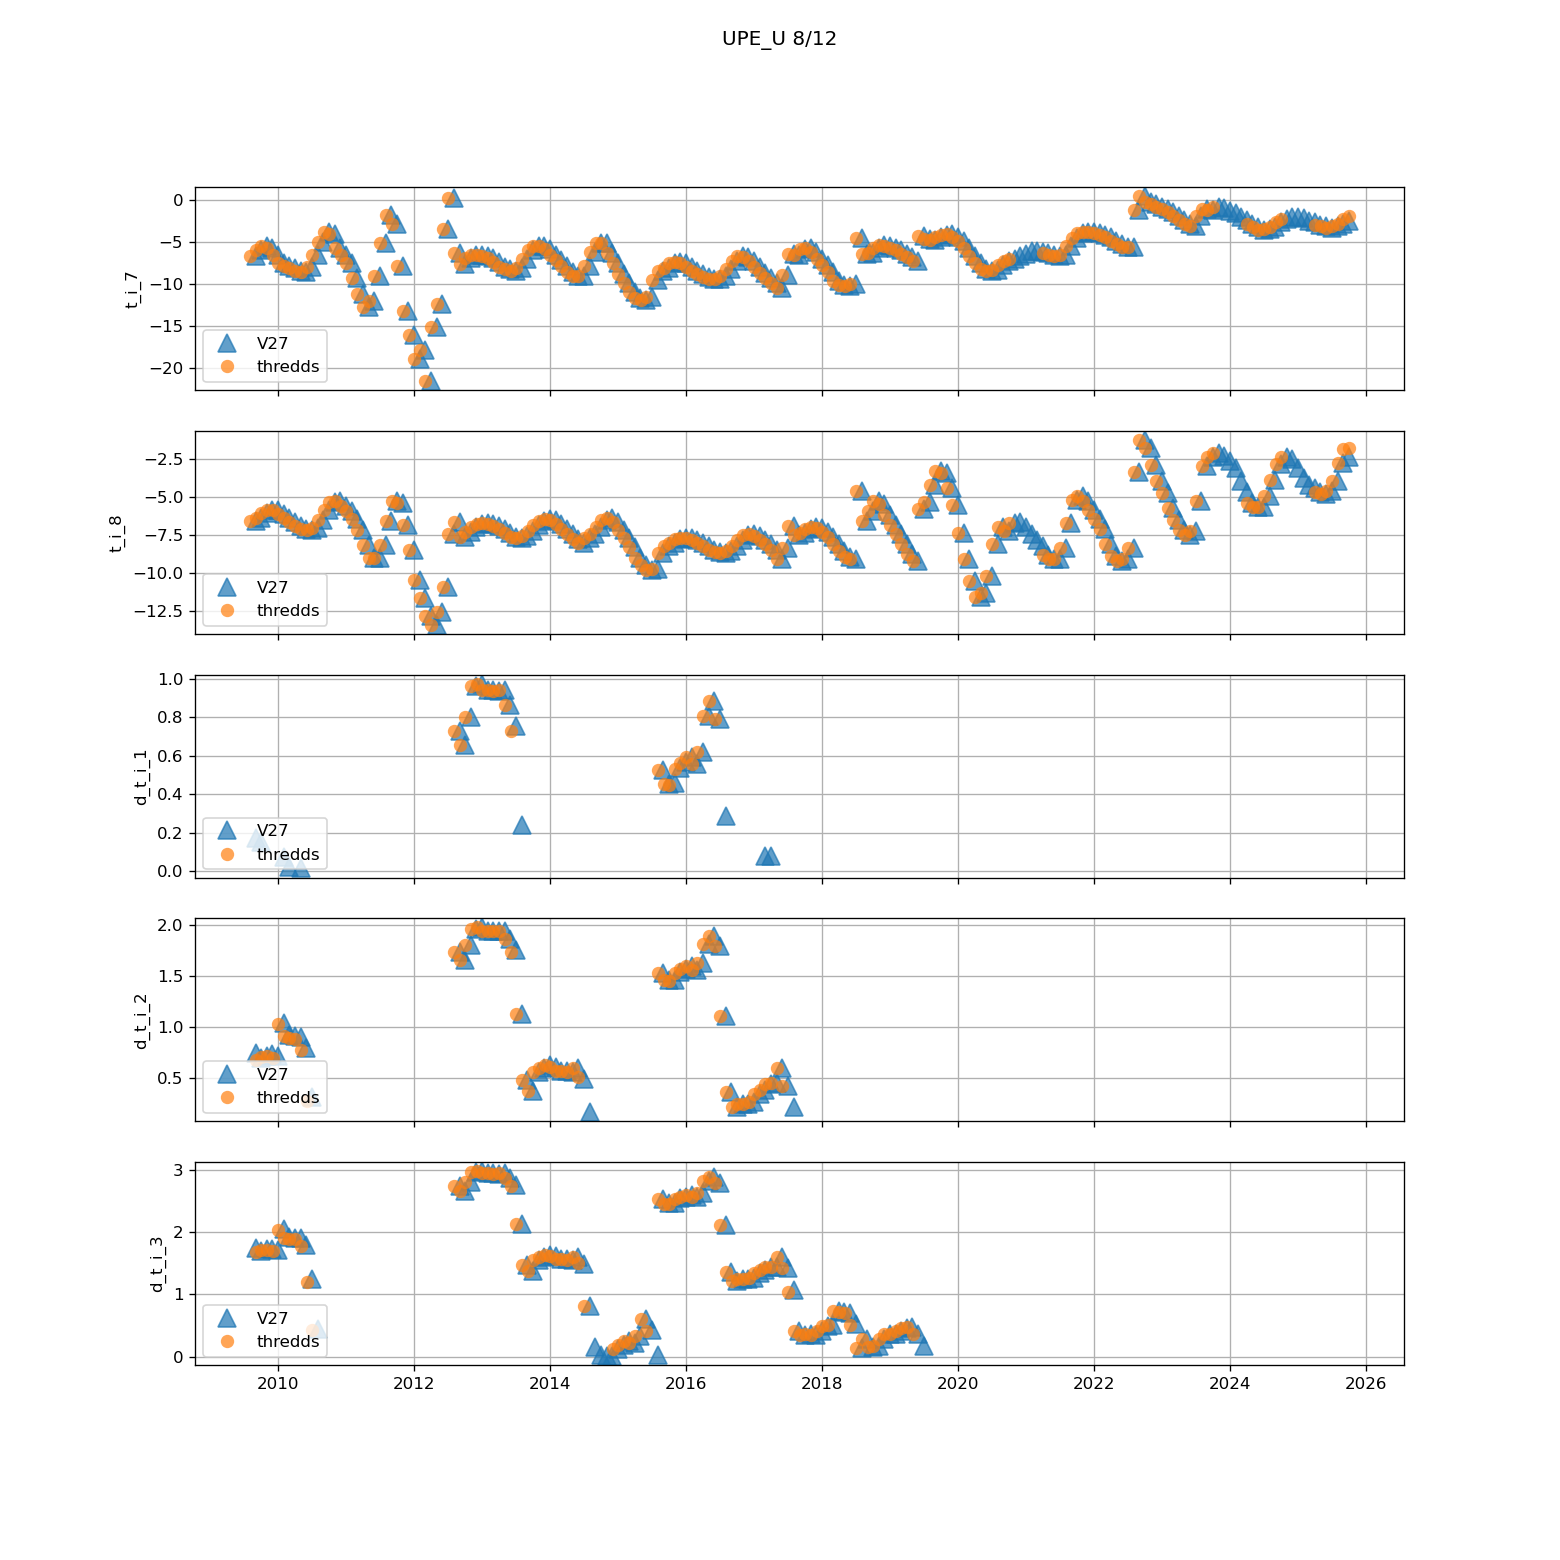 UPE_U 8/12
0
−5
−10
−15
−20
t_i_7
V27
thredds
−2.5
−5.0
−7.5
−10.0
−12.5
t_i_8
V27
thredds
1.0
0.8
0.6
0.4
0.2
0.0
d_t_i_1
V27
thredds
2.0
1.5
1.0
0.5
d_t_i_2
V27
thredds
3
2
1
0
d_t_i_3
V27
thredds
2010 2012 2014 2016 2018 2020 2022 2024 2026